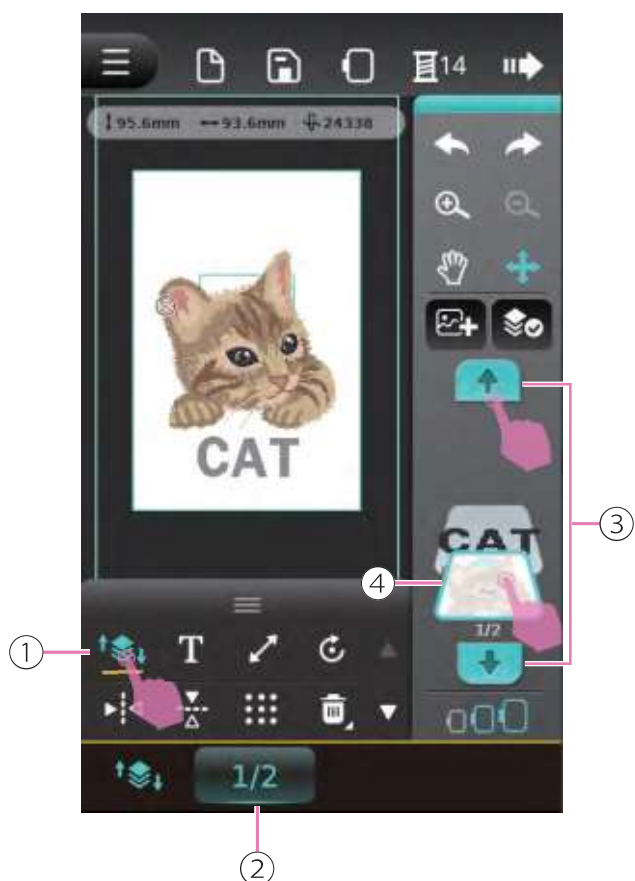 14
95.6mm 93.6mm 24338
CAT
③
CAT
④
1/2
①
T
1/2
②